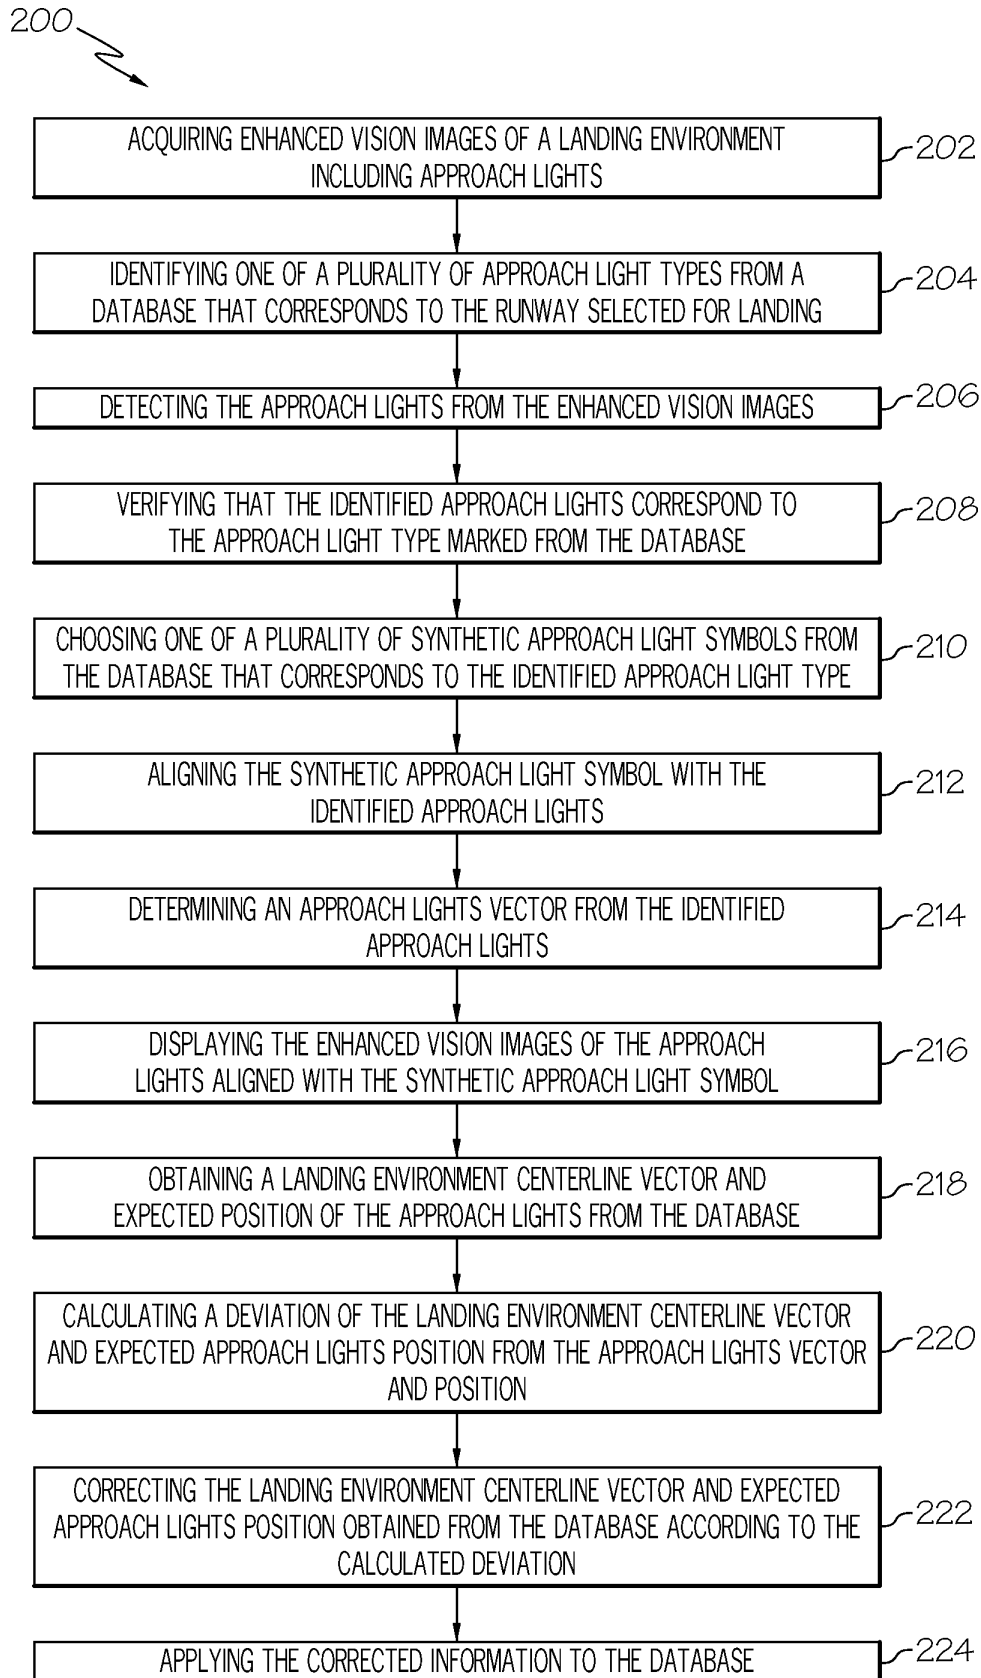 200
ACQUIRING ENHANCED VISION IMAGES OF A LANDING ENVIRONMENT
INCLUDING APPROACH LIGHTS
202
IDENTIFYING ONE OF A PLURALITY OF APPROACH LIGHT TYPES FROM A
DATABASE THAT CORRESPONDS TO THE RUNWAY SELECTED FOR LANDING
204
DETECTING THE APPROACH LIGHTS FROM THE ENHANCED VISION IMAGES
206
VERIFYING THAT THE IDENTIFIED APPROACH LIGHTS CORRESPOND TO
THE APPROACH LIGHT TYPE MARKED FROM THE DATABASE
208
CHOOSING ONE OF A PLURALITY OF SYNTHETIC APPROACH LIGHT SYMBOLS FROM
THE DATABASE THAT CORRESPONDS TO THE IDENTIFIED APPROACH LIGHT TYPE
210
ALIGNING THE SYNTHETIC APPROACH LIGHT SYMBOL WITH THE
IDENTIFIED APPROACH LIGHTS
212
DETERMINING AN APPROACH LIGHTS VECTOR FROM THE IDENTIFIED
APPROACH LIGHTS
214
DISPLAYING THE ENHANCED VISION IMAGES OF THE APPROACH
LIGHTS ALIGNED WITH THE SYNTHETIC APPROACH LIGHT SYMBOL
216
OBTAINING A LANDING ENVIRONMENT CENTERLINE VECTOR AND
EXPECTED POSITION OF THE APPROACH LIGHTS FROM THE DATABASE
218
CALCULATING A DEVIATION OF THE LANDING ENVIRONMENT CENTERLINE VECTOR
AND EXPECTED APPROACH LIGHTS POSITION FROM THE APPROACH LIGHTS VECTOR
AND POSITION
220
CORRECTING THE LANDING ENVIRONMENT CENTERLINE VECTOR AND EXPECTED
APPROACH LIGHTS POSITION OBTAINED FROM THE DATABASE ACCORDING TO THE
CALCULATED DEVIATION
222
APPLYING THE CORRECTED INFORMATION TO THE DATABASE
224